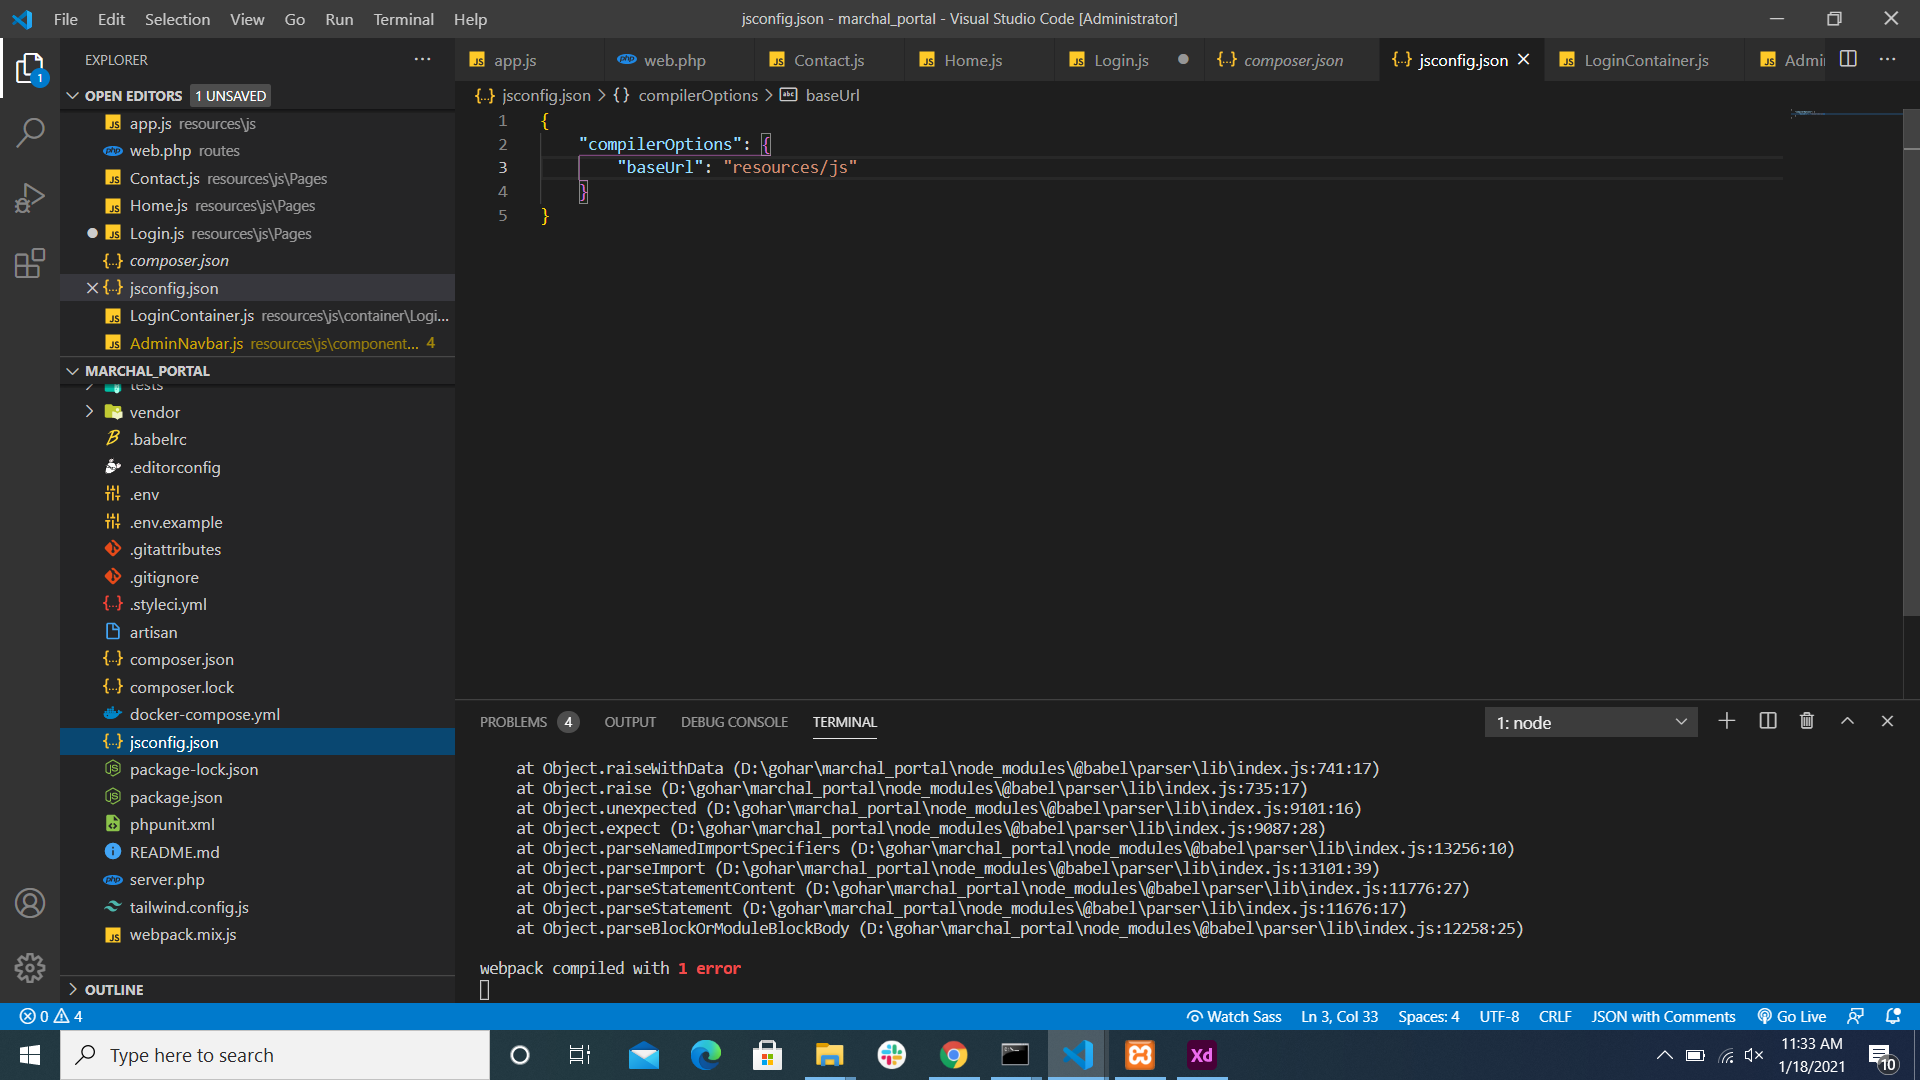 File Edit Selection View Go Run Terminal Help
jsconfig.json - marchal_portal - Visual Studio Code [Administrator]
1
EXPLORER
OPEN EDITORS 1 UNSAVED
app.js resources\js
web.php routes
Contact.js resources\js\Pages
Home.js resources\js\Pages
Login.js resources\js\Pages
composer.json
jsconfig.json
LoginContainer.js resources\js\container\Logi...
AdminNavbar.js resources\js\component... 4
MARCHAL_PORTAL
tests
vendor
.babelrc
.editorconfig
.env
.env.example
.gitattributes
.gitignore
.styleci.yml
artisan
composer.json
composer.lock
docker-compose.yml
jsconfig.json
package-lock.json
package.json
phpunit.xml
README.md
server.php
tailwind.config.js
webpack.mix.js
OUTLINE
app.js web.php Contact.js Home.js Login.js composer.json jsconfig.json LoginContainer.js Admi
jsconfig.json > {} compilerOptions > abc baseUrl
1 {
2 "compilerOptions": {
3 "baseUrl": "resources/js"
4 }
5 }
PROBLEMS 4 OUTPUT DEBUG CONSOLE TERMINAL
1: node
at Object.raiseWithData (D:\gohar\marchal_portal\node_modules\@babel\parser\lib\index.js:741:17)
at Object.raise (D:\gohar\marchal_portal\node_modules\@babel\parser\lib\index.js:735:17)
at Object.unexpected (D:\gohar\marchal_portal\node_modules\@babel\parser\lib\index.js:9101:16)
at Object.expect (D:\gohar\marchal_portal\node_modules\@babel\parser\lib\index.js:9087:28)
at Object.parseNamedImportSpecifiers (D:\gohar\marchal_portal\node_modules\@babel\parser\lib\index.js:13256:10)
at Object.parseImport (D:\gohar\marchal_portal\node_modules\@babel\parser\lib\index.js:13101:39)
at Object.parseStatementContent (D:\gohar\marchal_portal\node_modules\@babel\parser\lib\index.js:11776:27)
at Object.parseStatement (D:\gohar\marchal_portal\node_modules\@babel\parser\lib\index.js:11676:17)
at Object.parseBlockOrModuleBlockBody (D:\gohar\marchal_portal\node_modules\@babel\parser\lib\index.js:12258:25)
webpack compiled with 1 error
0 4
Watch Sass Ln 3, Col 33 Spaces: 4 UTF-8 CRLF JSON with Comments Go Live
Type here to search
Xd
11:33 AM
1/18/2021
10